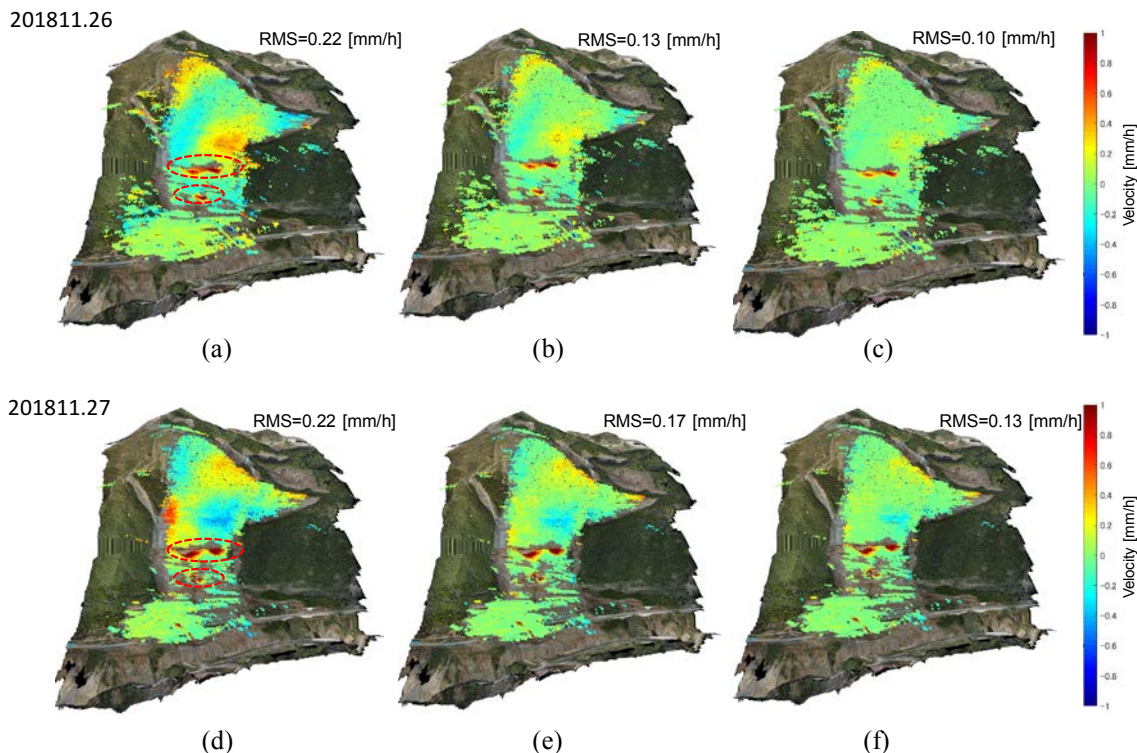 201811.26
RMS=0.22 [mm/h]
RMS=0.13 [mm/h]
RMS=0.10 [mm/h]
1
0.8
0.6
0.4
0.2
0
-0.2
-0.4
-0.6
-0.8
-1
Velocity [mm/h]
(a)
(b)
(c)
201811.27
RMS=0.22 [mm/h]
RMS=0.17 [mm/h]
RMS=0.13 [mm/h]
1
0.8
0.6
0.4
0.2
0
-0.2
-0.4
-0.6
-0.8
-1
Velocity [mm/h]
(d)
(e)
(f)